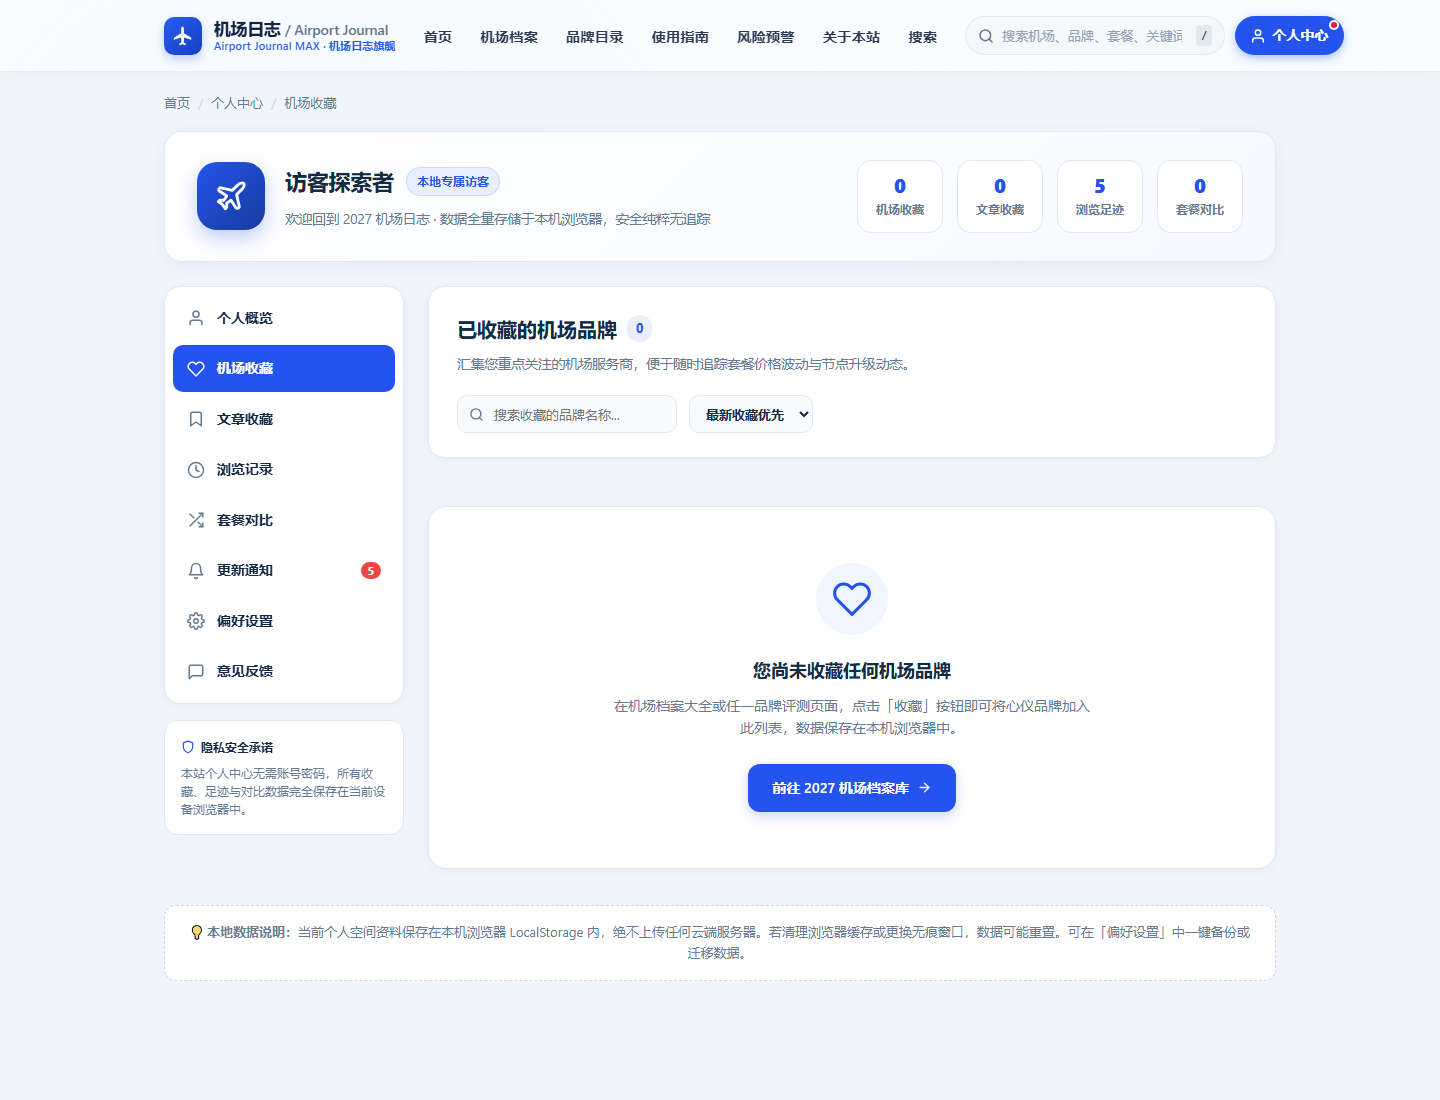 机场日志 / Airport Journal
Airport Journal MAX · 机场日志旗舰
首页
机场档案
品牌目录
使用指南
风险预警
关于本站
搜索
搜索机场、品牌、套餐、关键词
/
个人中心
首页 / 个人中心 / 机场收藏
访客探索者
本地专属访客
欢迎回到 2027 机场日志 · 数据全量存储于本机浏览器，安全纯粹无追踪
0
机场收藏
0
文章收藏
5
浏览足迹
0
套餐对比
个人概览
机场收藏
文章收藏
浏览记录
套餐对比
更新通知
5
偏好设置
意见反馈
隐私安全承诺
本站个人中心无需账号密码，所有收
藏、足迹与对比数据完全保存在当前设
备浏览器中。
已收藏的机场品牌
0
汇集您重点关注的机场服务商，便于随时追踪套餐价格波动与节点升级动态。
搜索收藏的品牌名称...
最新收藏优先
您尚未收藏任何机场品牌
在机场档案大全或任一品牌评测页面，点击「收藏」按钮即可将心仪品牌加入
此列表，数据保存在本机浏览器中。
前往 2027 机场档案库 →
本地数据说明：当前个人空间资料保存在本机浏览器 LocalStorage 内，绝不上传任何云端服务器。若清理浏览器缓存或更换无痕窗口，数据可能重置。可在「偏好设置」中一键备份或
迁移数据。